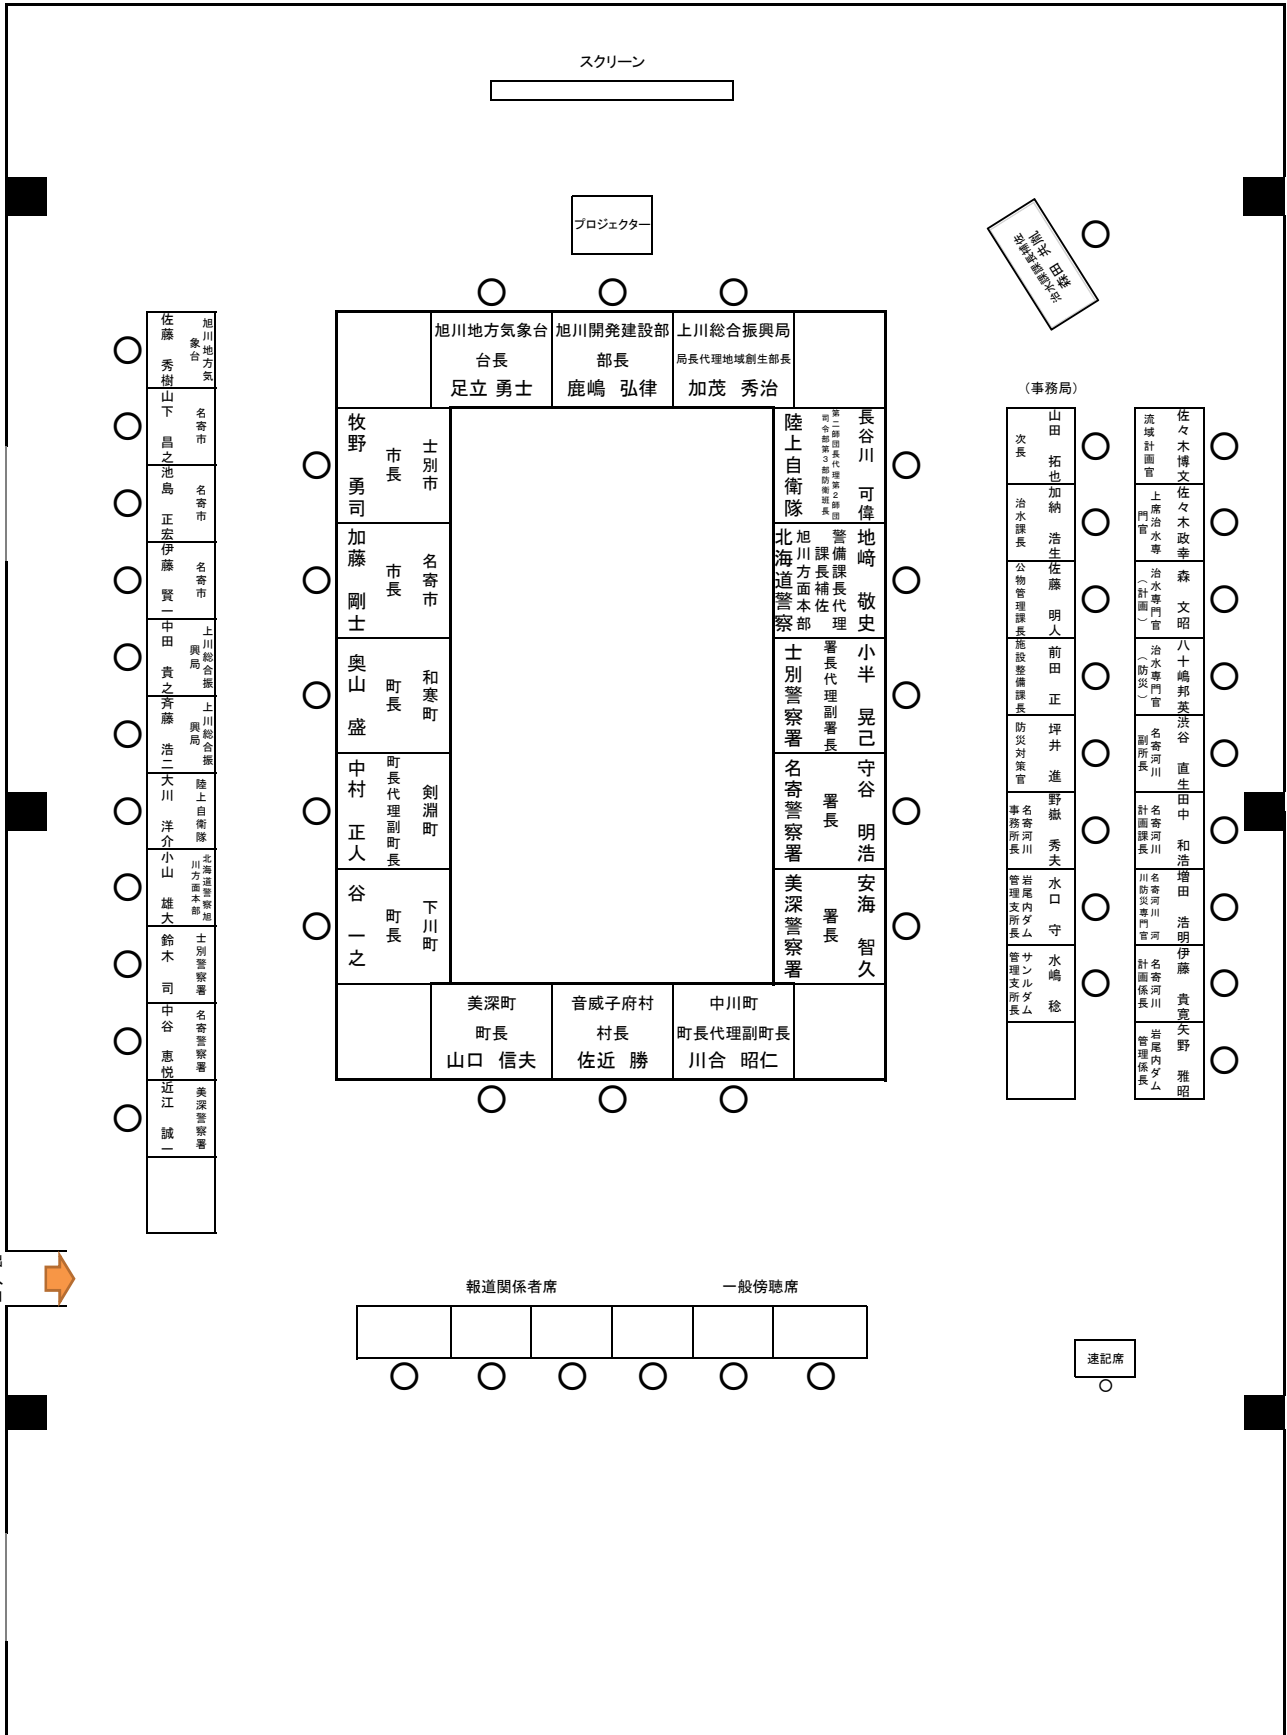 スクリーン
プロジェクター
治水課課長補佐
森田 共胤
旭川地方気象台
台長
足立 勇士
旭川開発建設部
部長
鹿嶋 弘律
上川総合振興局
局長代理地域創生部長
加茂 秀治
旭川地方気象台
佐藤 秀樹
名寄市
山下 昌之
名寄市
池島 正宏
名寄市
伊藤 賢一
上川総合振興局
中田 貴之
上川総合振興局
斉藤 浩二
陸上自衛隊
大川 洋介
北海道警察旭川方面本部
小山 雄大
士別警察署
鈴木 司
名寄警察署
中谷 恵悦
美深警察署
近江 誠一
士別市
市長
牧野 勇司
名寄市
市長
加藤 剛士
和寒町
町長
奥山 盛
剣淵町
町長代理副町長
中村 正人
下川町
町長
谷 一之
長谷川 可偉
第二師団長代理第2師団
司令部第3部防衛班長
陸上自衛隊
地﨑 敬史
警備課長代理
課長補佐
旭川方面本部
北海道警察
小半 晃己
署長代理副署長
士別警察署
守谷 明浩
署長
名寄警察署
安海 智久
署長
美深警察署
美深町
町長
山口 信夫
音威子府村
村長
佐近 勝
中川町
町長代理副町長
川合 昭仁
（事務局）
山田 拓也
次長
加納 浩生
治水課長
佐藤 明人
公物管理課長
前田 正
施設整備課長
坪井 進
防災対策官
野嶽 秀夫
名寄河川
事務所長
水口 守
岩尾内ダム
管理支所長
水嶋 稔
サンルダム
管理支所長
佐々木博文
流域計画官
佐々木政幸
上席治水専門官
森 文昭
治水専門官
（計画）
八十嶋邦英
治水専門官
（防災）
渋谷 直生
名寄河川
副所長
田中 和浩
名寄河川
計画課長
増田 浩明
名寄河川 河川防災専門官
伊藤 貴寛
名寄河川
計画係長
矢野 雅昭
岩尾内ダム
管理係長
報道関係者席
一般傍聴席
速記席